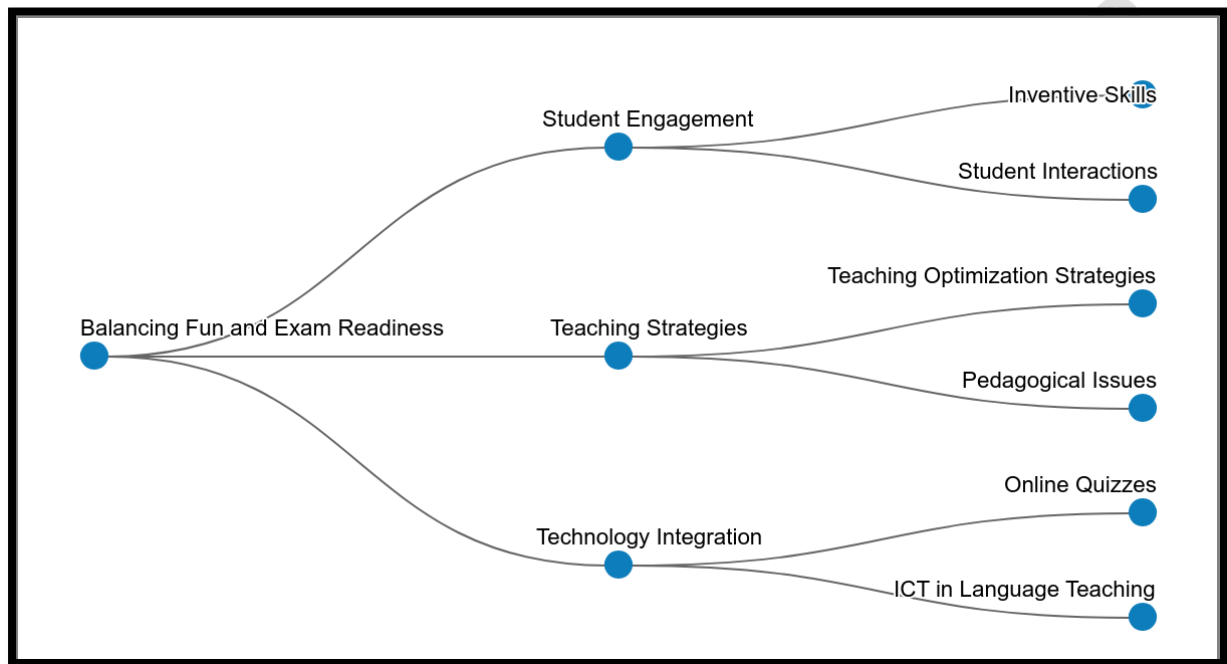 Inventive Skills
Student Engagement
Student Interactions
Teaching Optimization Strategies
Balancing Fun and Exam Readiness
Teaching Strategies
Pedagogical Issues
Online Quizzes
Technology Integration
ICT in Language Teaching